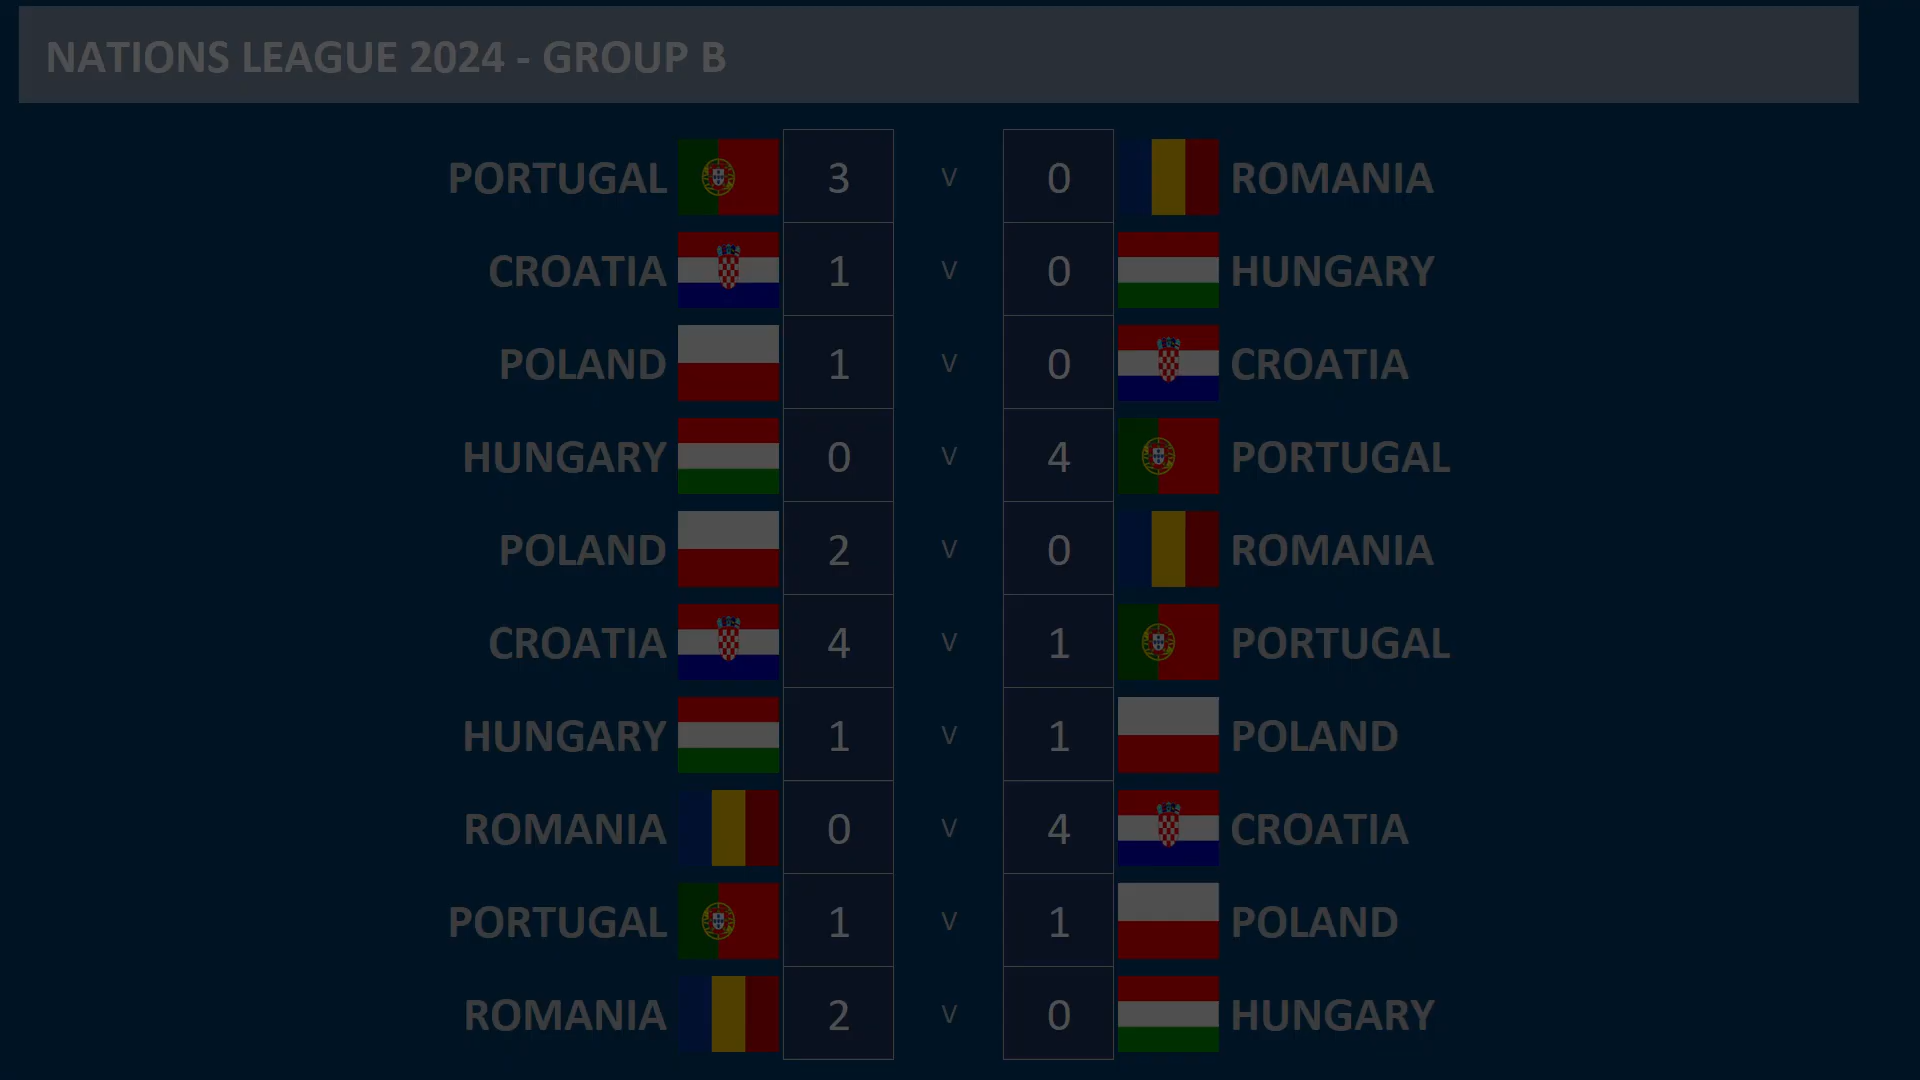 NATIONS LEAGUE 2024 - GROUP B
PORTUGAL 3 V 0 ROMANIA
CROATIA 1 V 0 HUNGARY
POLAND 1 V 0 CROATIA
HUNGARY 0 V 4 PORTUGAL
POLAND 2 V 0 ROMANIA
CROATIA 4 V 1 PORTUGAL
HUNGARY 1 V 1 POLAND
ROMANIA 0 V 4 CROATIA
PORTUGAL 1 V 1 POLAND
ROMANIA 2 V 0 HUNGARY